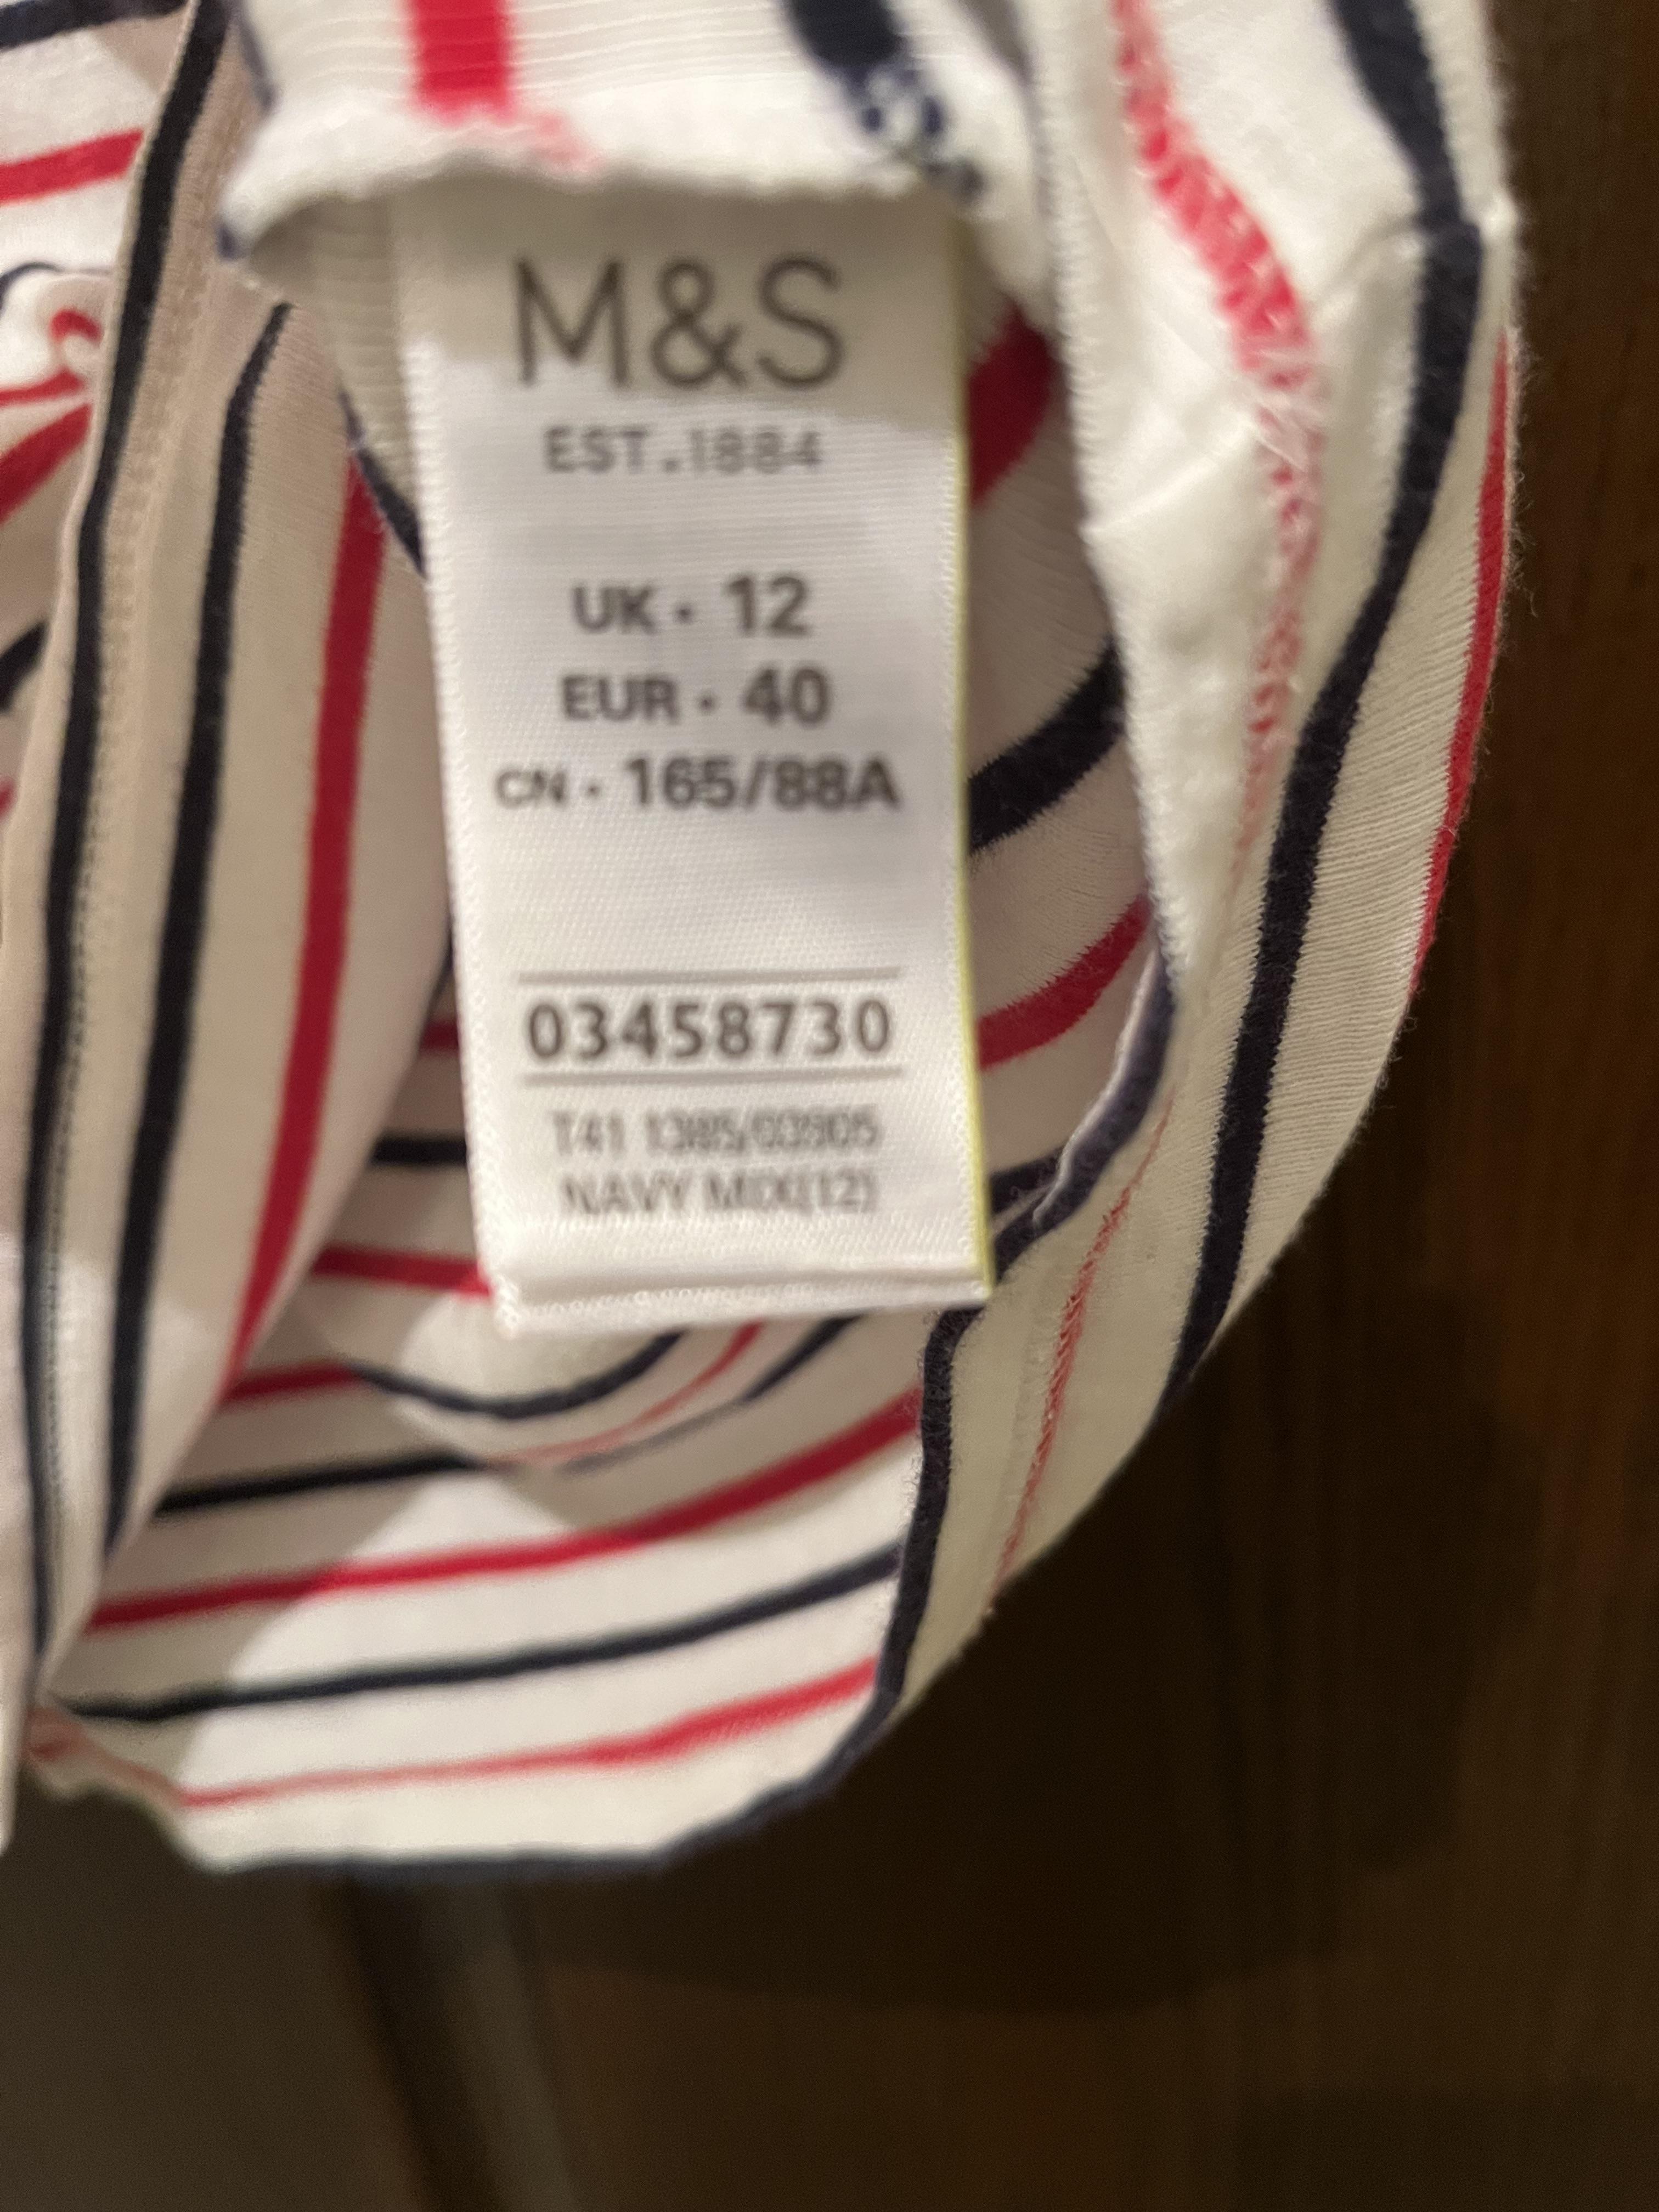 M&S
EST.1884
UK · 12
EUR · 40
CN · 165/88A
03458730
T41 1385/03905
NAVY MIX(12)